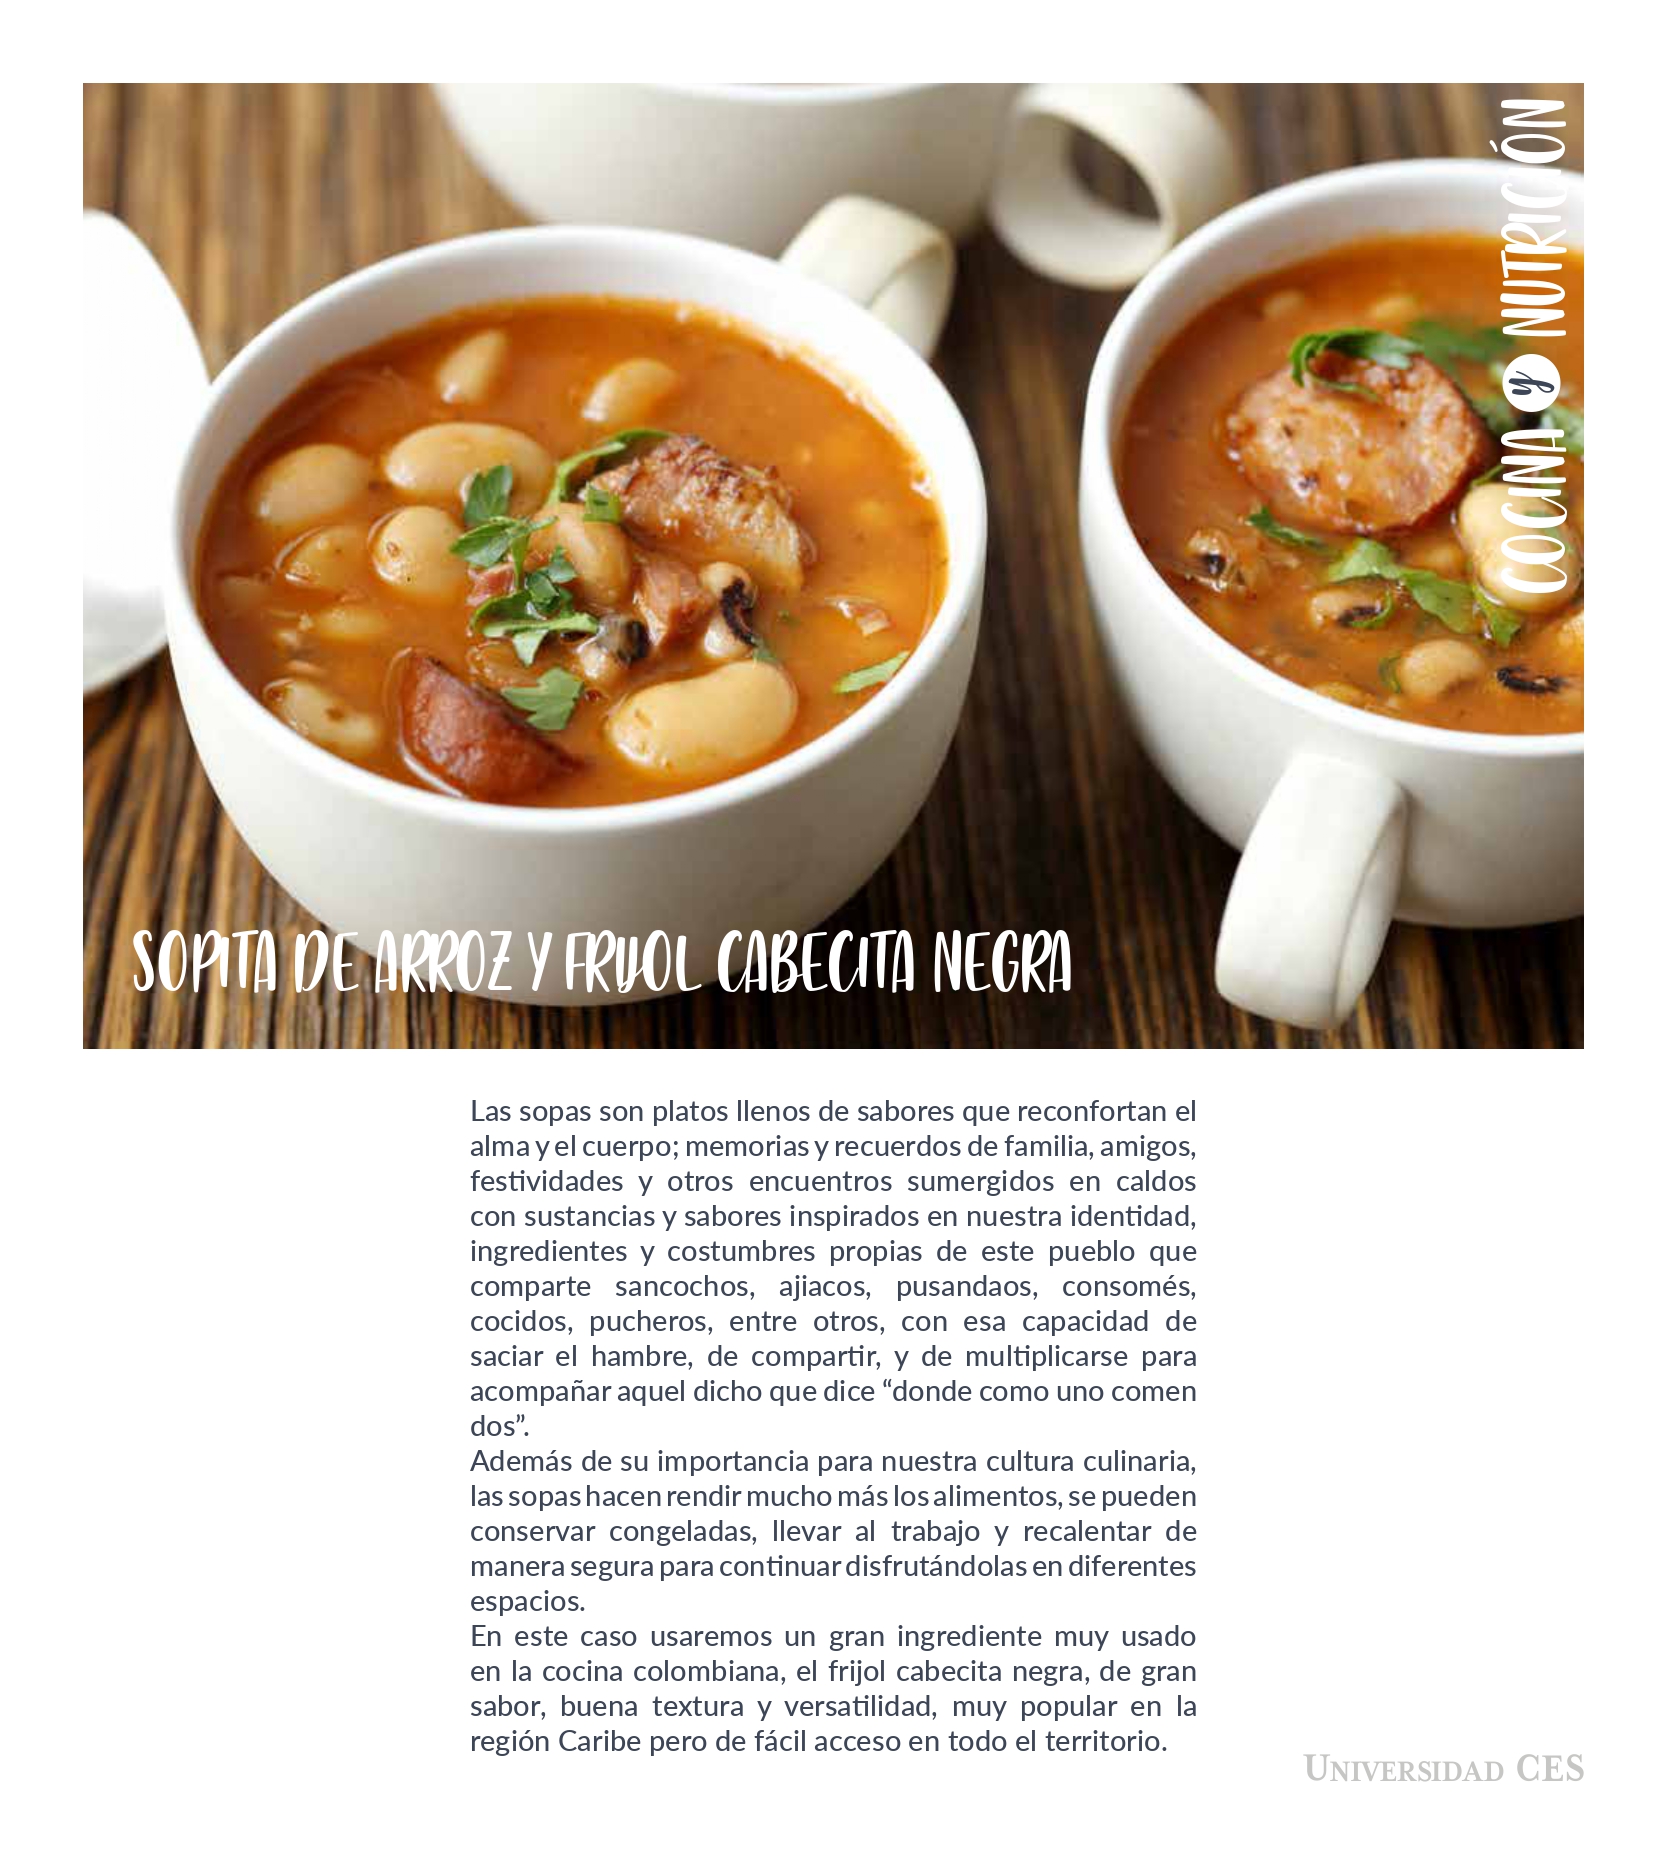 COCINA y NUTRICIÓN
SOPITA DE ARROZ Y FRIJOL CABECITA NEGRA
Las sopas son platos llenos de sabores que reconfortan el
alma y el cuerpo; memorias y recuerdos de familia, amigos,
festividades y otros encuentros sumergidos en caldos
con sustancias y sabores inspirados en nuestra identidad,
ingredientes y costumbres propias de este pueblo que
comparte sancochos, ajiacos, pusandaos, consomés,
cocidos, pucheros, entre otros, con esa capacidad de
saciar el hambre, de compartir, y de multiplicarse para
acompañar aquel dicho que dice “donde como uno comen
dos”.
Además de su importancia para nuestra cultura culinaria,
las sopas hacen rendir mucho más los alimentos, se pueden
conservar congeladas, llevar al trabajo y recalentar de
manera segura para continuar disfrutándolas en diferentes
espacios.
En este caso usaremos un gran ingrediente muy usado
en la cocina colombiana, el frijol cabecita negra, de gran
sabor, buena textura y versatilidad, muy popular en la
región Caribe pero de fácil acceso en todo el territorio.
UNIVERSIDAD CES